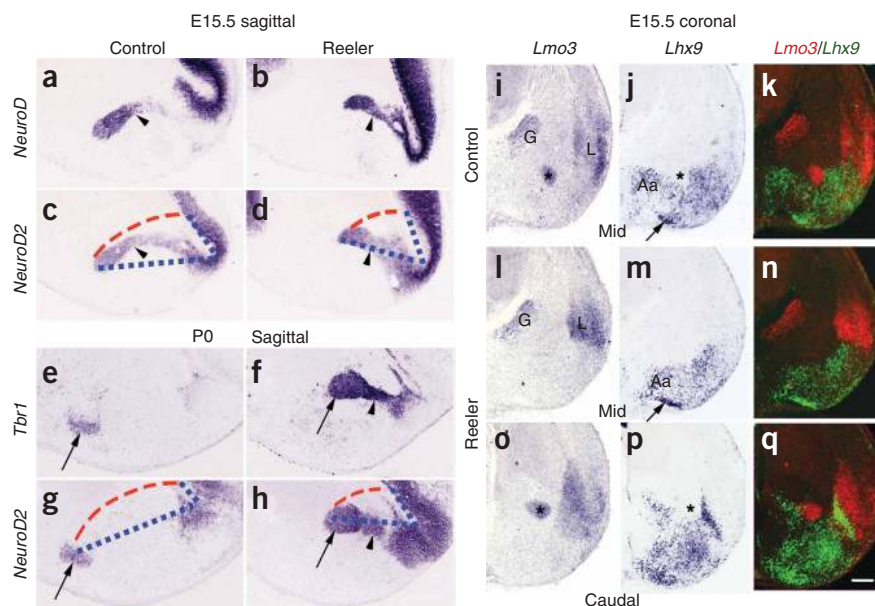 E15.5 sagittal
Control Reeler
a b
NeuroD
c d
NeuroD2
P0 Sagittal
e f
Tbr1
g h
NeuroD2
E15.5 coronal
Lmo3 Lhx9 Lmo3/Lhx9
Control
i j k
G L * Aa *
Mid
Reeler
l m n
G L Aa
Mid
o p q
* *
Caudal